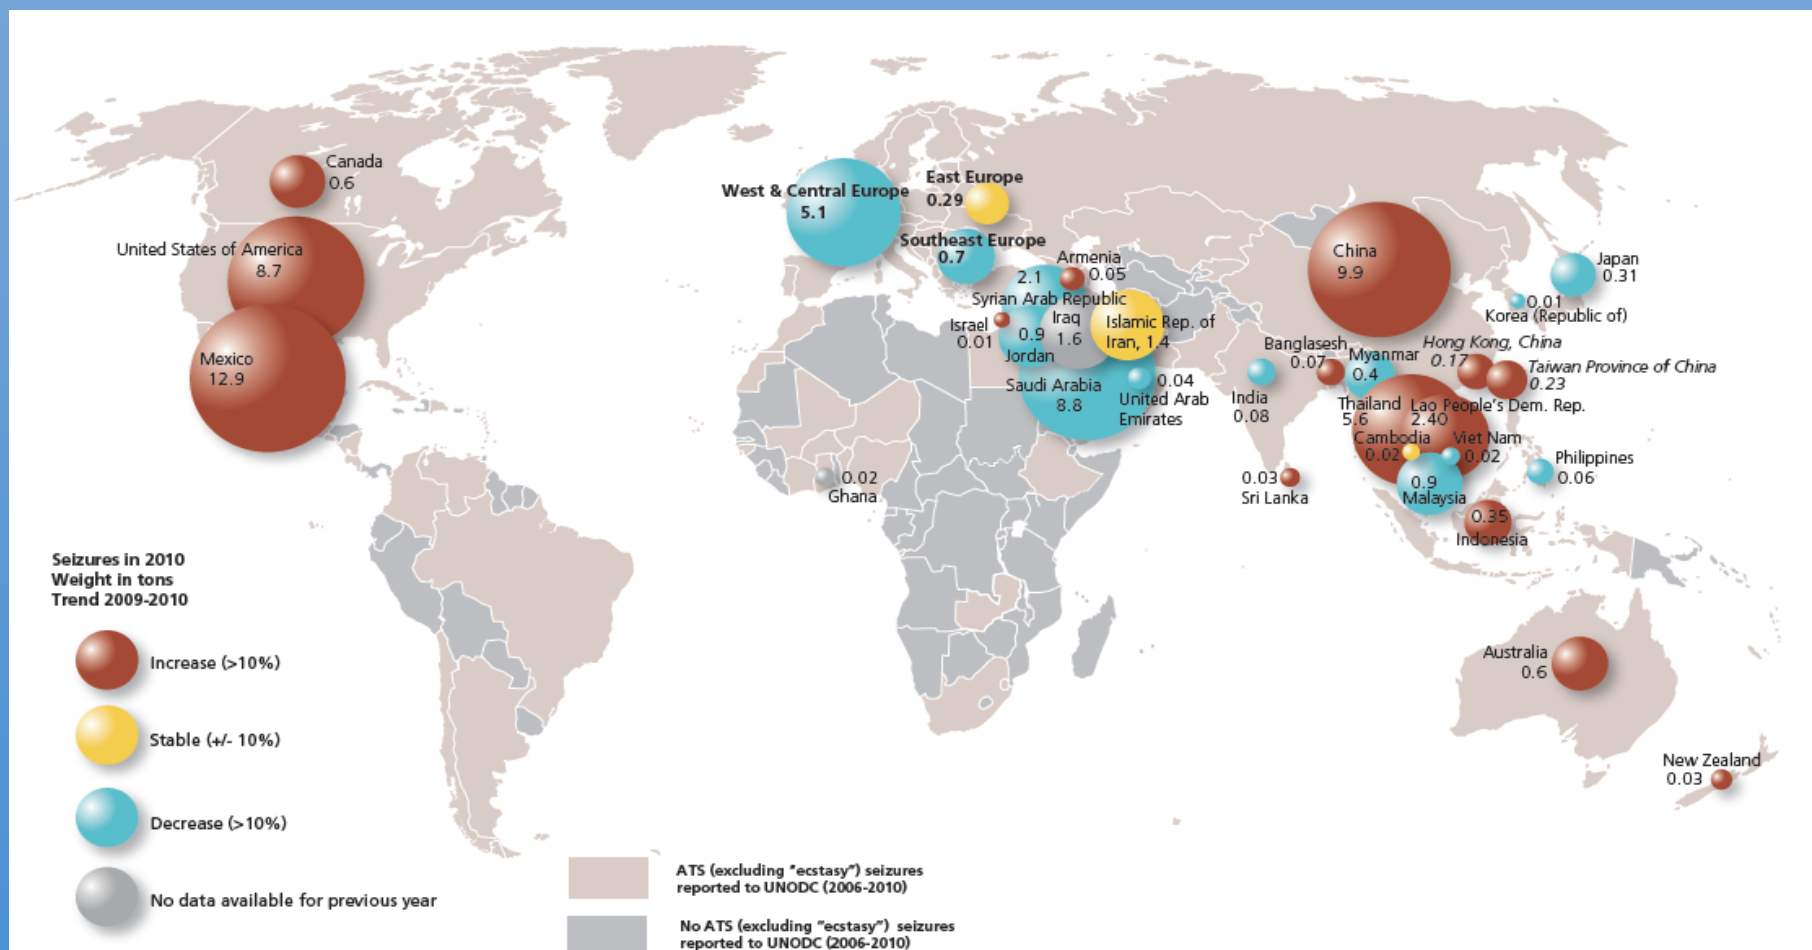 Canada
0.6
United States of America
8.7
Mexico
12.9
West & Central Europe
5.1
East Europe
0.29
Southeast Europe
0.7
Armenia
0.05
2.1
Syrian Arab Republic
Israel
0.01
0.9
Jordan
Iraq
1.6
Islamic Rep. of
Iran, 1.4
Saudi Arabia
8.8
0.04
United Arab
Emirates
0.02
Ghana
China
9.9
Japan
0.31
0.01
Korea (Republic of)
Hong Kong, China
0.17
Taiwan Province of China
0.23
Banglasesh
0.07
Myanmar
0.4
India
0.08
Thailand
5.6
Lao People's Dem. Rep.
2.40
Cambodia
0.02
Viet Nam
0.02
Philippines
0.06
0.03
Sri Lanka
0.9
Malaysia
0.35
Indonesia
Australia
0.6
New Zealand
0.03
Seizures in 2010
Weight in tons
Trend 2009-2010
Increase (>10%)
Stable (+/- 10%)
Decrease (>10%)
No data available for previous year
ATS (excluding "ecstasy") seizures
reported to UNODC (2006-2010)
No ATS (excluding "ecstasy") seizures
reported to UNODC (2006-2010)